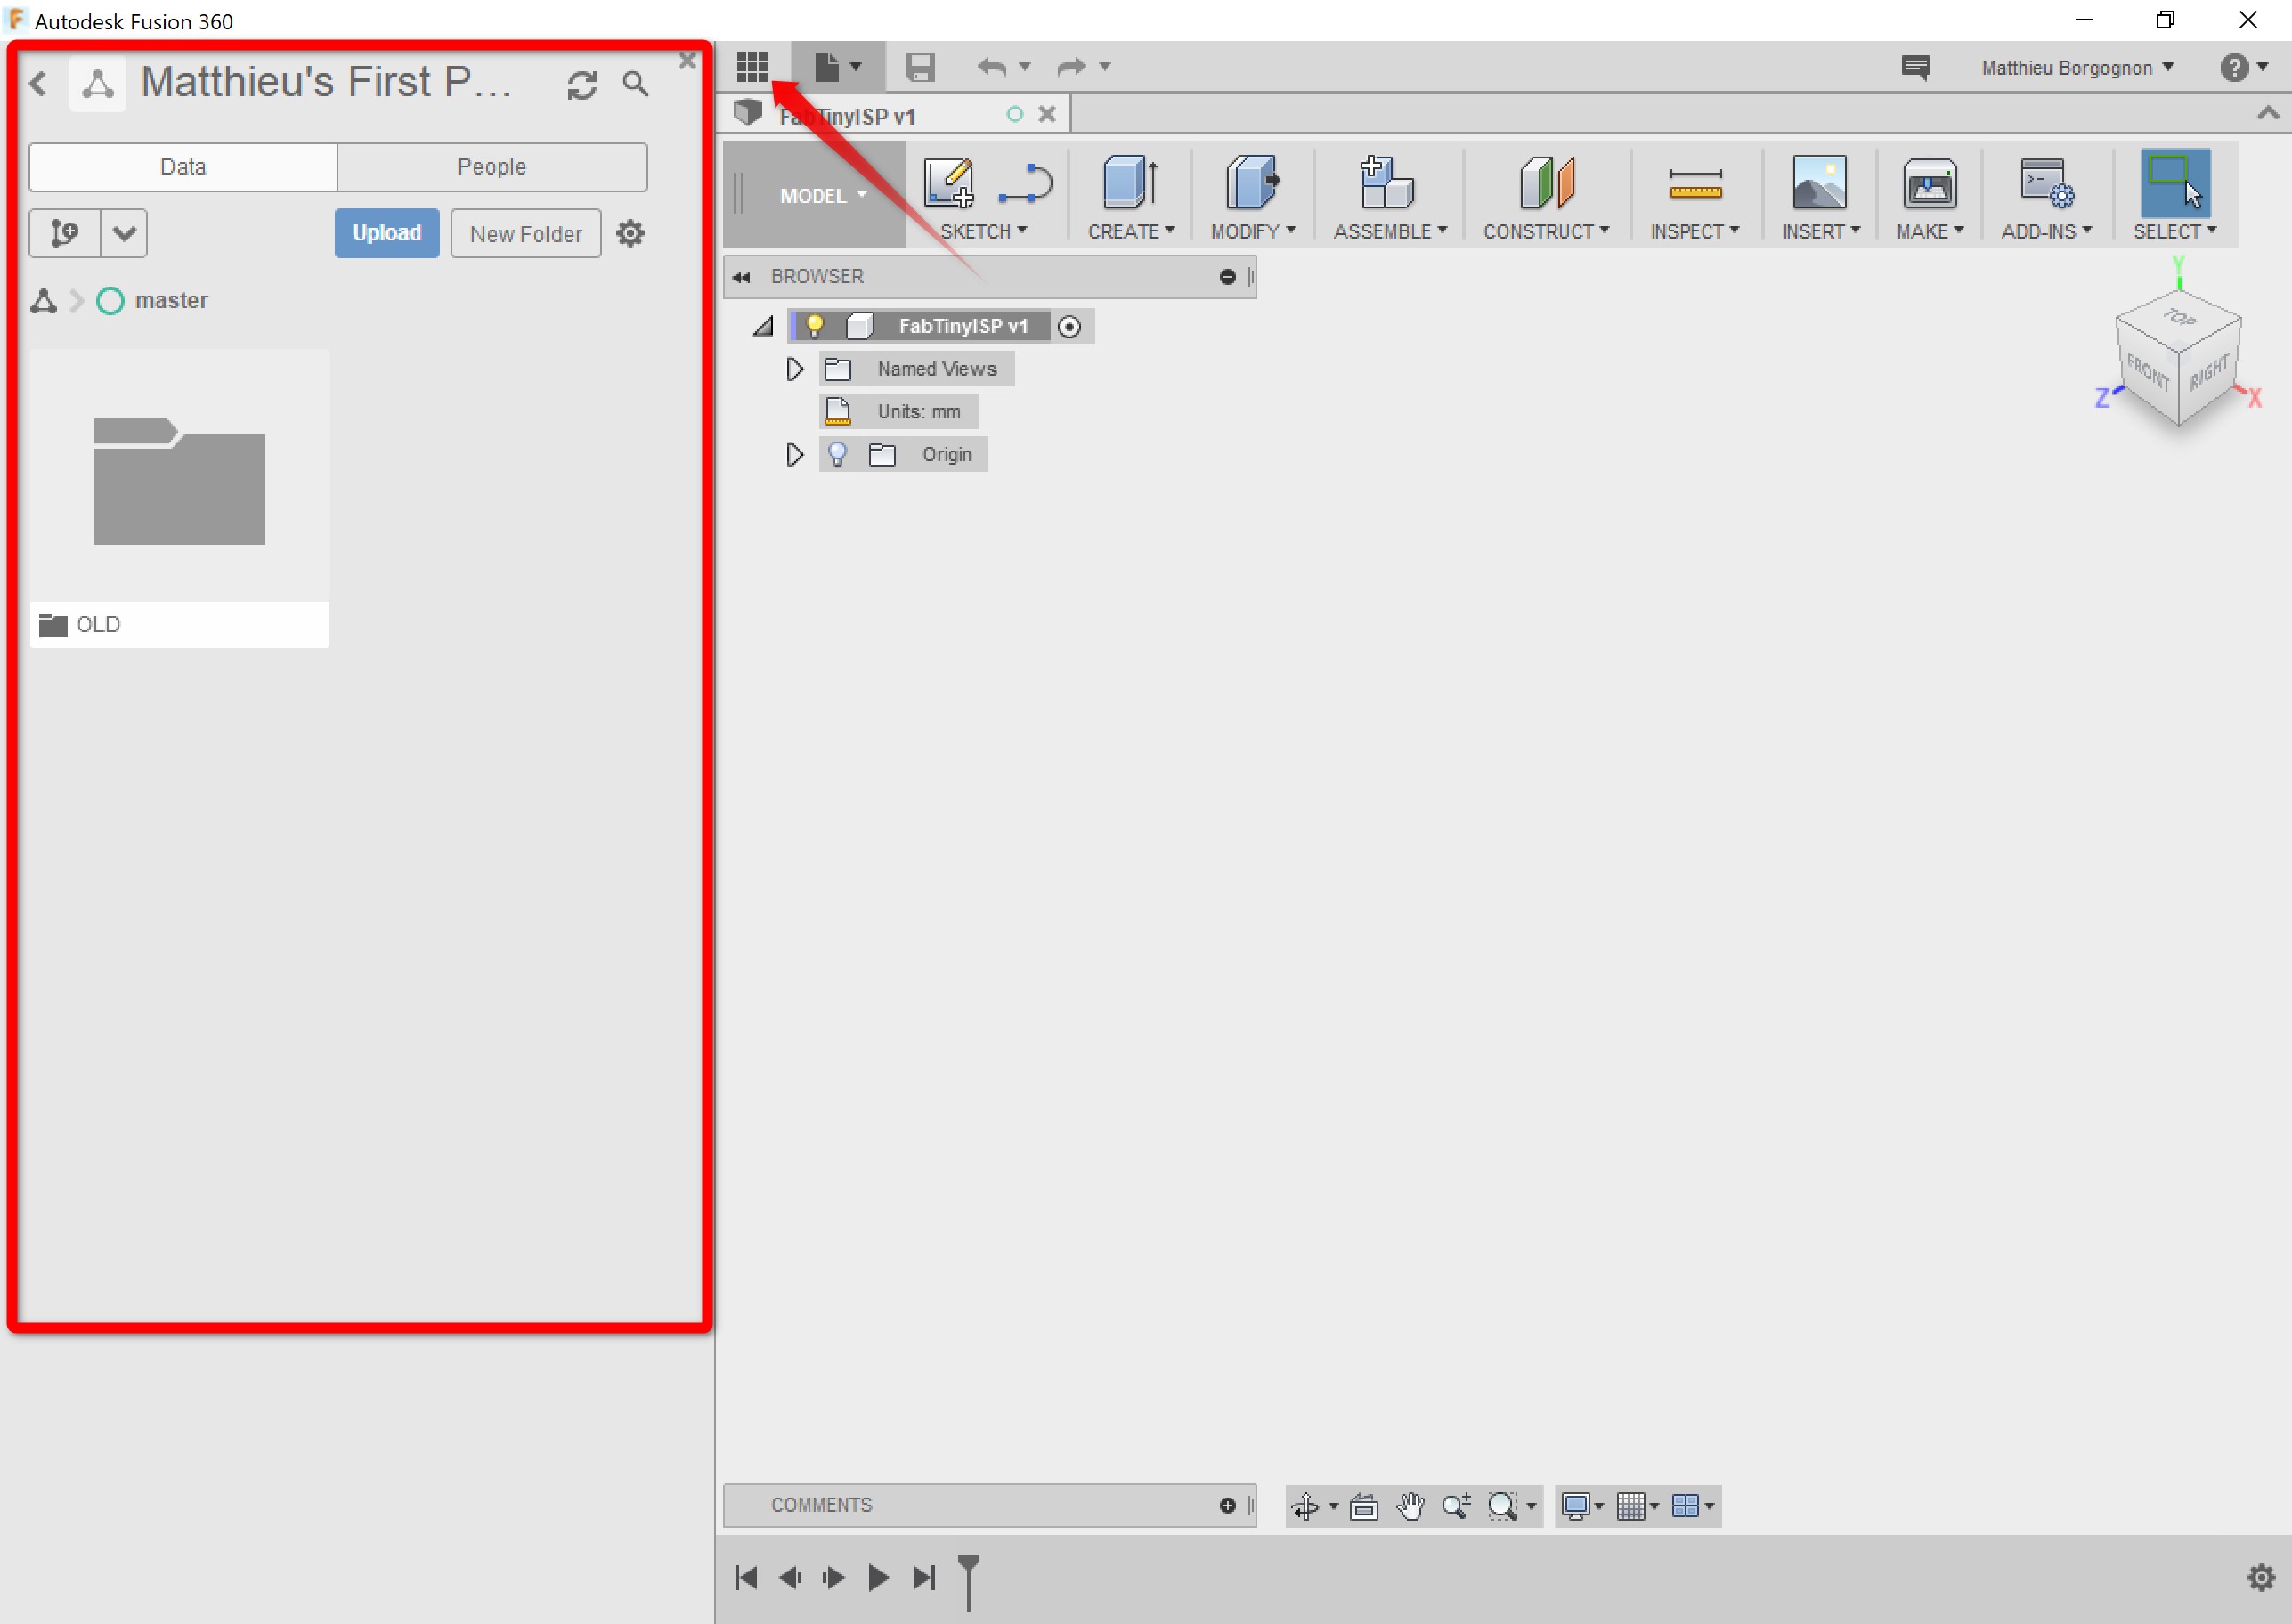 Autodesk Fusion 360
Matthieu's First P...
Data People
Upload New Folder
master
OLD
Matthieu Borgognon
FabTinyISP v1
MODEL SKETCH CREATE MODIFY ASSEMBLE CONSTRUCT INSPECT INSERT MAKE ADD-INS SELECT
BROWSER
FabTinyISP v1
Named Views
Units: mm
Origin
Y
TOP
FRONT RIGHT
Z X
COMMENTS